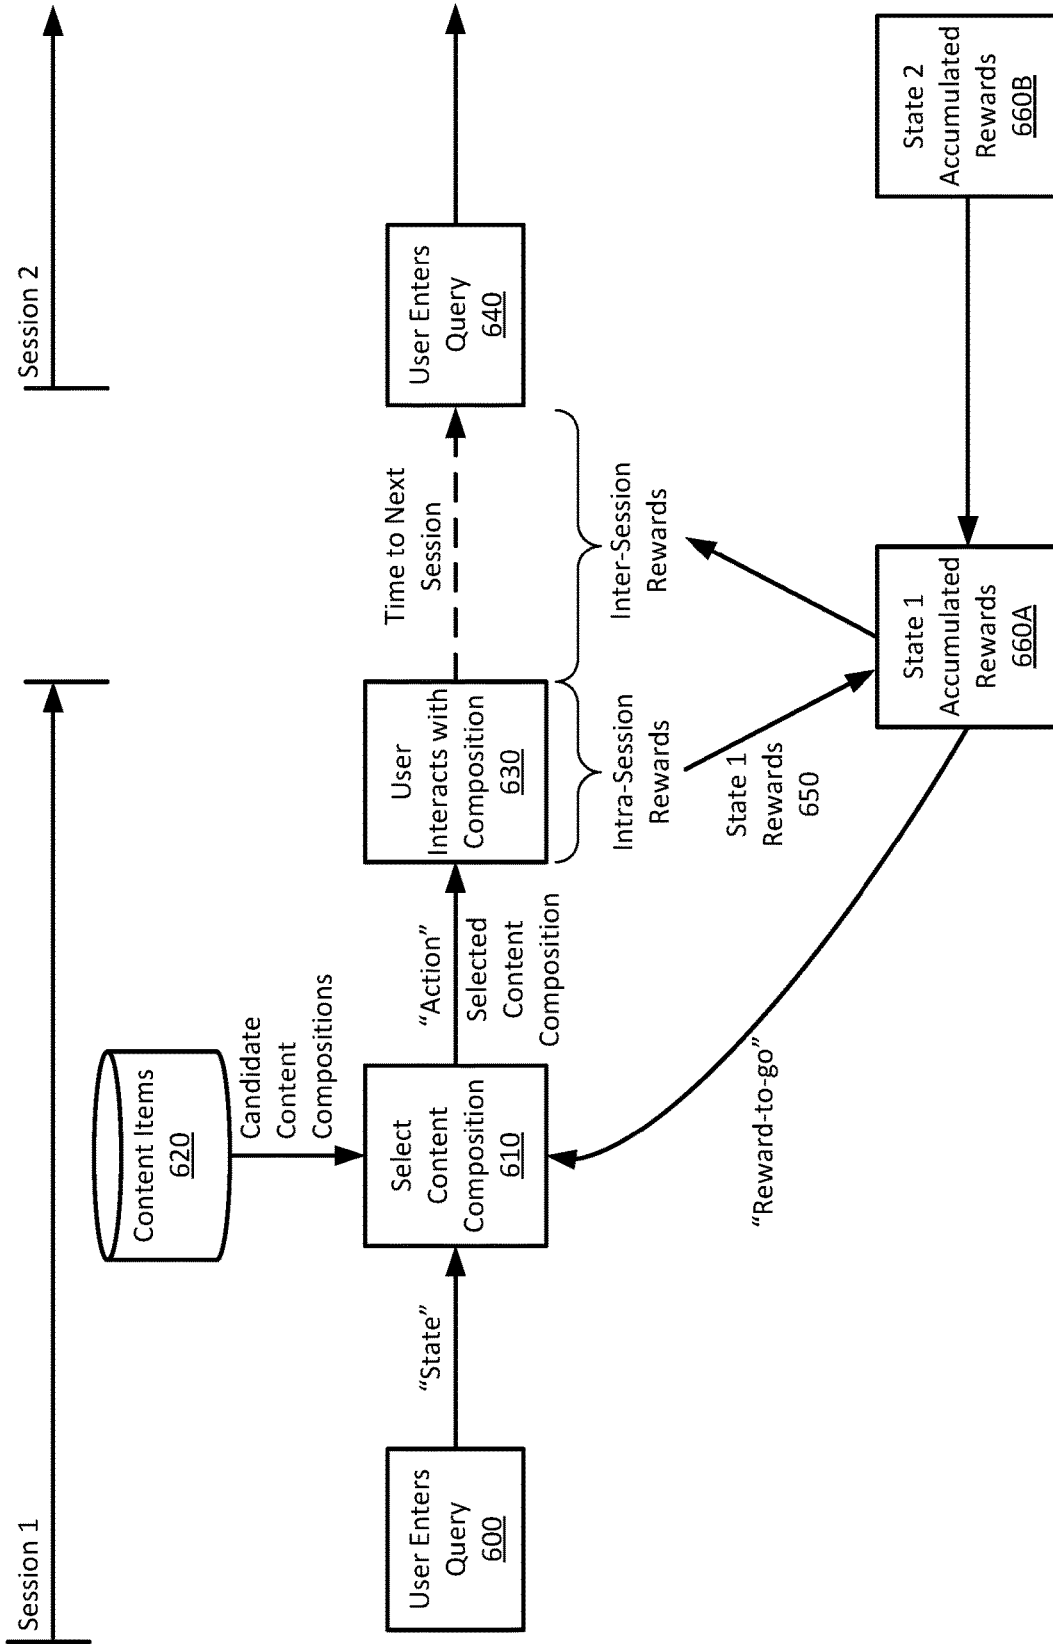 Session 1
Session 2
Content Items
620
Candidate
Content
Compositions
User Enters
Query
600
“State”
Select
Content
Composition
610
“Action”
Selected
Content
Composition
User
Interacts with
Composition
630
Time to Next
Session
User Enters
Query
640
Intra-Session
Rewards
Inter-Session
Rewards
State 1
Rewards
650
“Reward-to-go”
State 1
Accumulated
Rewards
660A
State 2
Accumulated
Rewards
660B